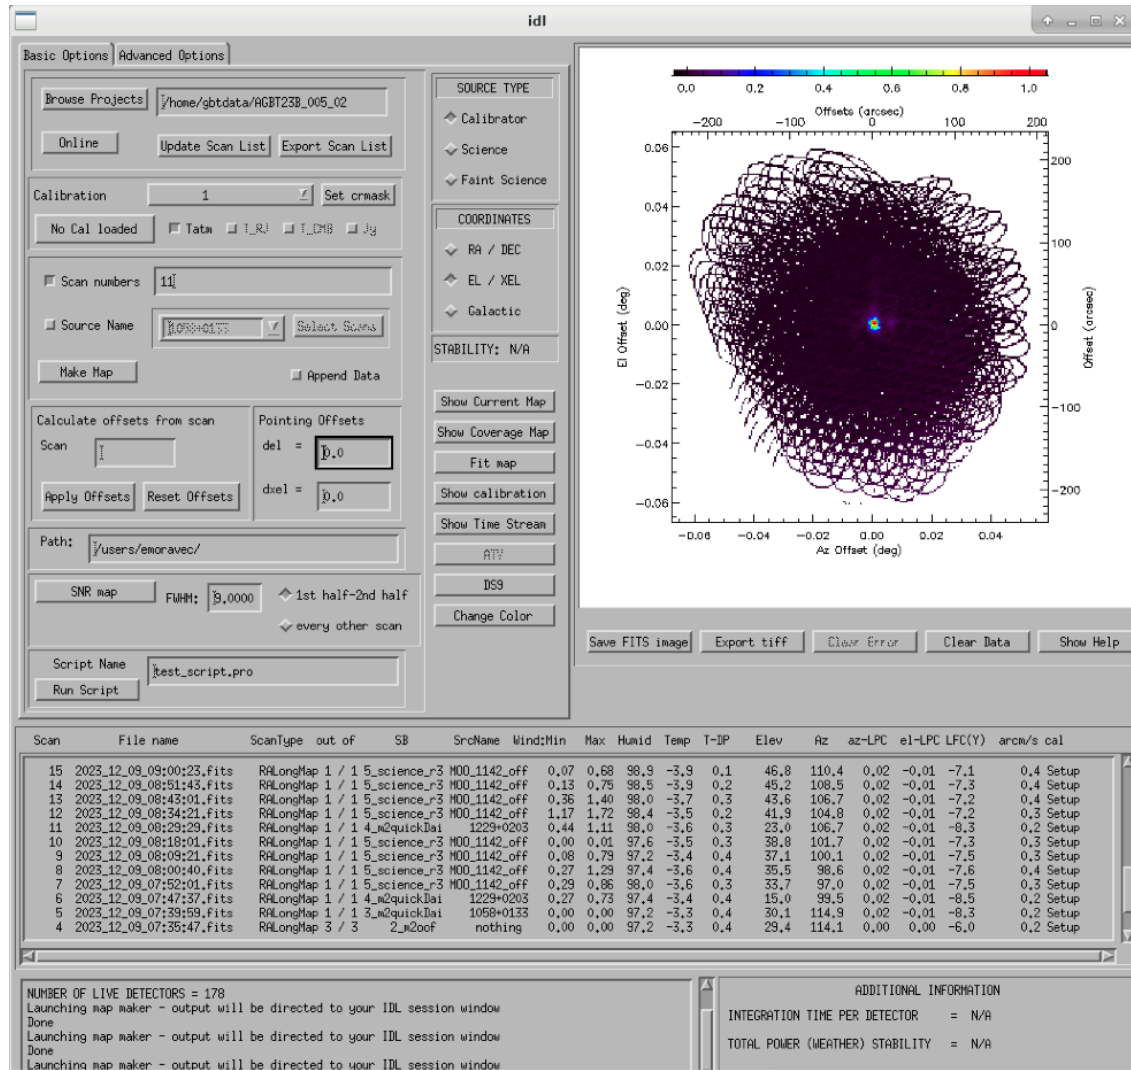 idl
Basic Options Advanced Options
Browse Projects /home/gbtdata/AGBT23B_005_02
Online Update Scan List Export Scan List
Calibration 1 Set crmask
No Cal loaded Tatm T_RJ T_CMB Jy
Scan numbers 11
Source Name 1058+0133 Select Scans
Make Map Append Data
Calculate offsets from scan
Scan
Apply Offsets Reset Offsets
Pointing Offsets
del = 0.0
dxel = 0.0
Path: /users/emoravec/
SNR map FWHM: 9.0000 1st half-2nd half
every other scan
Script Name test_script.pro
Run Script
SOURCE TYPE
Calibrator
Science
Faint Science
COORDINATES
RA / DEC
EL / XEL
Galactic
STABILITY: N/A
Show Current Map
Show Coverage Map
Fit map
Show calibration
Show Time Stream
ATV
DS9
Change Color
0.0 0.2 0.4 0.6 0.8 1.0
Offsets (arcsec)
-200 -100 0 100 200
0.06
0.04
0.02
0.00
-0.02
-0.04
-0.06
El Offset (deg)
200
100
0
-100
-200
Offset (arcsec)
-0.06 -0.04 -0.02 0.00 0.02 0.04
Az Offset (deg)
Save FITS image Export tiff Clear Error Clear Data Show Help
Scan File name ScanType out of SB SrcName Wind:Min Max Humid Temp T-DP Elev Az az-LPC el-LPC LFC(Y) arcm/s cal
15 2023_12_09_09:00:23.fits RALongMap 1 / 1 5_science_r3 MOO_1142_off 0.07 0.68 98.9 -3.9 0.1 46.8 110.4 0.02 -0.01 -7.1 0.4 Setup
14 2023_12_09_08:51:43.fits RALongMap 1 / 1 5_science_r3 MOO_1142_off 0.13 0.75 98.5 -3.9 0.2 45.2 108.5 0.02 -0.01 -7.3 0.4 Setup
13 2023_12_09_08:43:01.fits RALongMap 1 / 1 5_science_r3 MOO_1142_off 0.36 1.40 98.0 -3.7 0.3 43.6 106.7 0.02 -0.01 -7.2 0.4 Setup
12 2023_12_09_08:34:21.fits RALongMap 1 / 1 5_science_r3 MOO_1142_off 1.17 1.72 98.4 -3.5 0.2 41.9 104.8 0.02 -0.01 -7.2 0.3 Setup
11 2023_12_09_08:29:29.fits RALongMap 1 / 1 4_m2quickDai 1229+0203 0.44 1.11 98.0 -3.6 0.3 23.0 106.7 0.02 -0.01 -8.3 0.2 Setup
10 2023_12_09_08:18:01.fits RALongMap 1 / 1 5_science_r3 MOO_1142_off 0.00 0.01 97.6 -3.5 0.3 38.8 101.7 0.02 -0.01 -7.3 0.3 Setup
9 2023_12_09_08:09:21.fits RALongMap 1 / 1 5_science_r3 MOO_1142_off 0.08 0.79 97.2 -3.4 0.4 37.1 100.1 0.02 -0.01 -7.5 0.3 Setup
8 2023_12_09_08:00:40.fits RALongMap 1 / 1 5_science_r3 MOO_1142_off 0.27 1.29 97.4 -3.6 0.4 35.5 98.6 0.02 -0.01 -7.6 0.4 Setup
7 2023_12_09_07:52:01.fits RALongMap 1 / 1 5_science_r3 MOO_1142_off 0.29 0.86 98.0 -3.6 0.3 33.7 97.0 0.02 -0.01 -7.5 0.3 Setup
6 2023_12_09_07:47:37.fits RALongMap 1 / 1 4_m2quickDai 1229+0203 0.27 0.73 97.4 -3.4 0.4 15.0 99.5 0.02 -0.01 -8.5 0.2 Setup
5 2023_12_09_07:39:59.fits RALongMap 1 / 1 3_m2quickDai 1058+0133 0.00 0.00 97.2 -3.3 0.4 30.1 114.9 0.02 -0.01 -8.3 0.2 Setup
4 2023_12_09_07:35:47.fits RALongMap 3 / 3 2_m2oof nothing 0.00 0.00 97.2 -3.3 0.4 29.4 114.1 0.00 0.00 -6.0 0.2 Setup
NUMBER OF LIVE DETECTORS = 178
Launching map maker - output will be directed to your IDL session window
Done
Launching map maker - output will be directed to your IDL session window
Done
Launching map maker - output will be directed to your IDL session window
ADDITIONAL INFORMATION
INTEGRATION TIME PER DETECTOR = N/A
TOTAL POWER (WEATHER) STABILITY = N/A